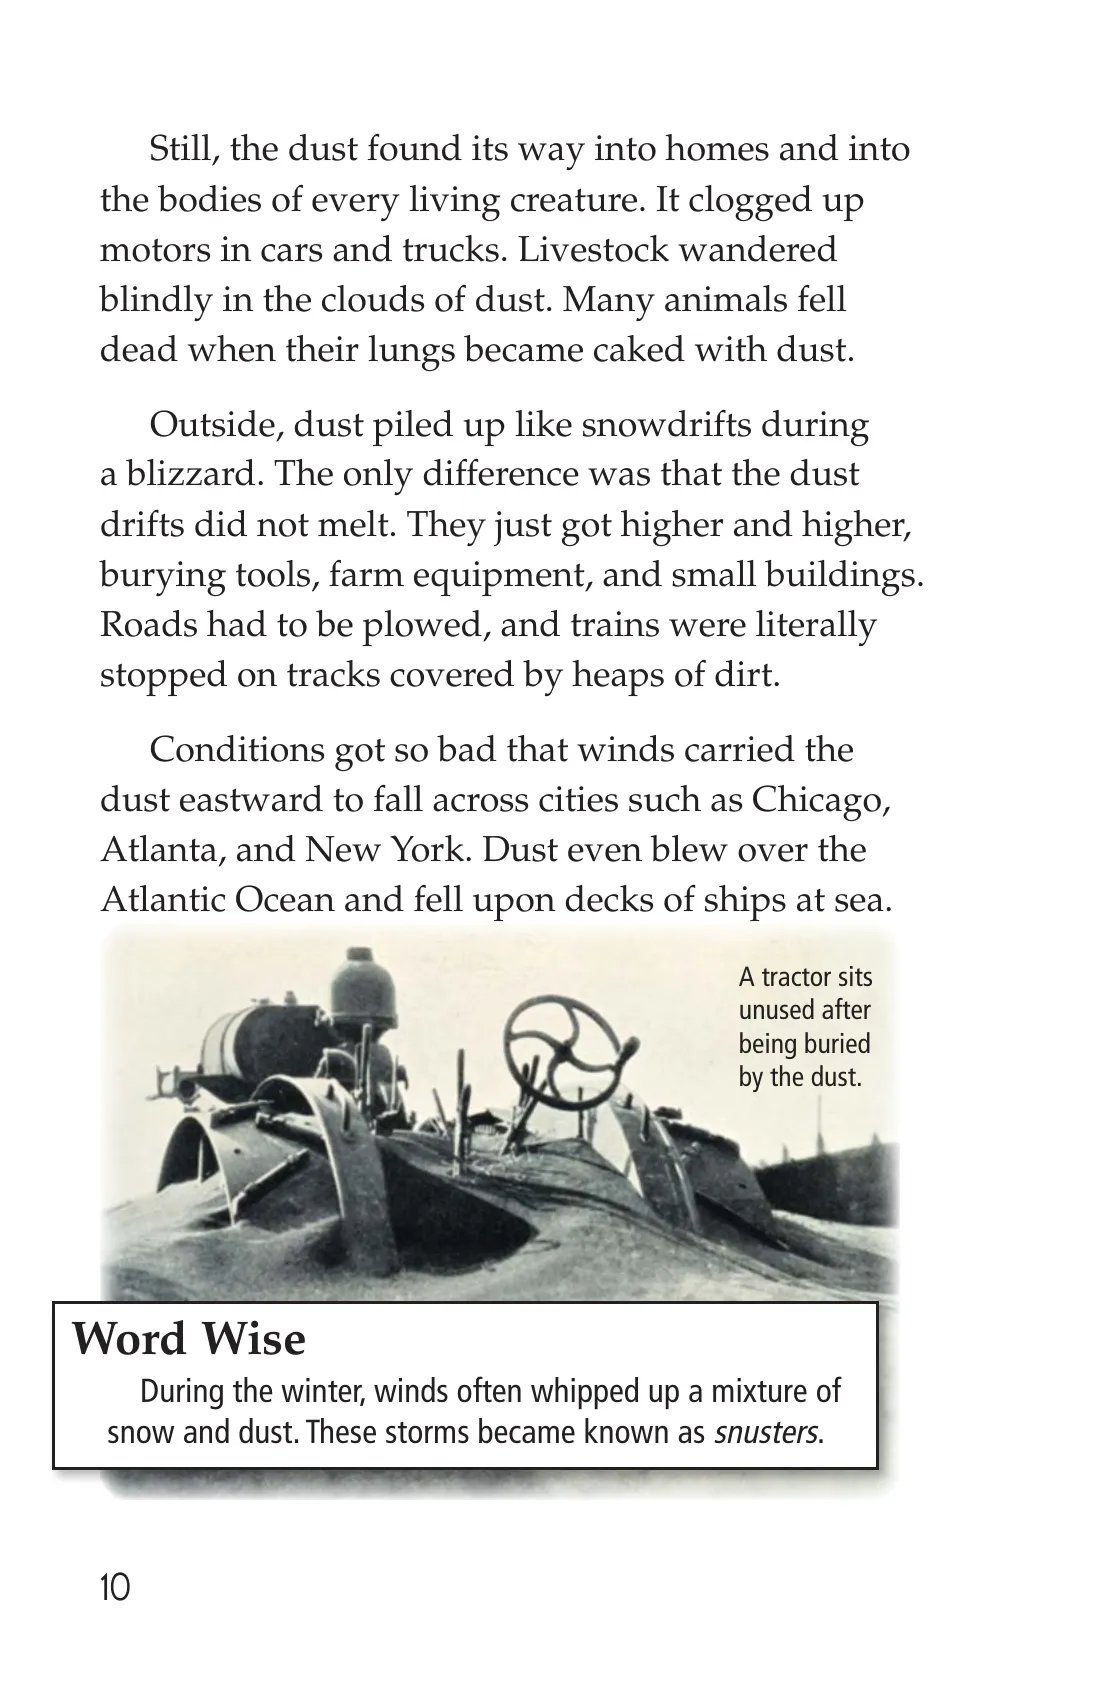 Still, the dust found its way into homes and into
the bodies of every living creature. It clogged up
motors in cars and trucks. Livestock wandered
blindly in the clouds of dust. Many animals fell
dead when their lungs became caked with dust.
Outside, dust piled up like snowdrifts during
a blizzard. The only difference was that the dust
drifts did not melt. They just got higher and higher,
burying tools, farm equipment, and small buildings.
Roads had to be plowed, and trains were literally
stopped on tracks covered by heaps of dirt.
Conditions got so bad that winds carried the
dust eastward to fall across cities such as Chicago,
Atlanta, and New York. Dust even blew over the
Atlantic Ocean and fell upon decks of ships at sea.
A tractor sits
unused after
being buried
by the dust.
Word Wise
During the winter, winds often whipped up a mixture of
snow and dust. These storms became known as snusters.
10